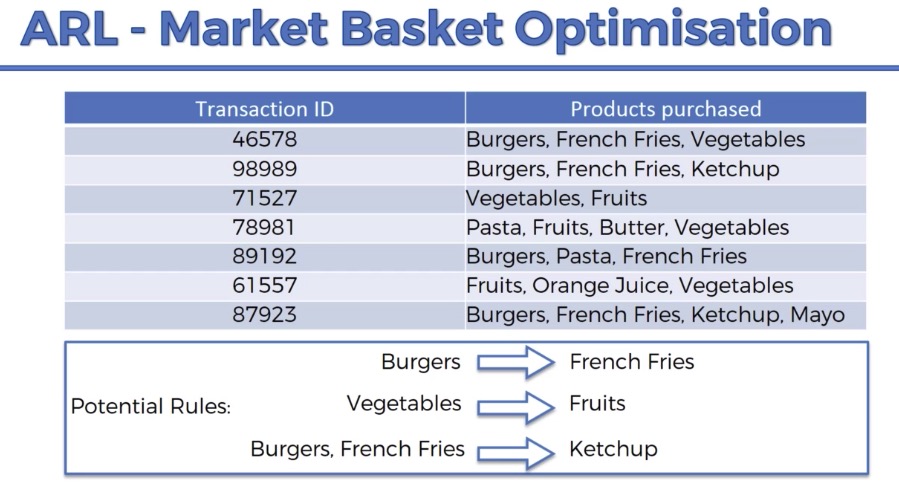 ARL - Market Basket Optimisation
Transaction ID Products purchased
46578 Burgers, French Fries, Vegetables
98989 Burgers, French Fries, Ketchup
71527 Vegetables, Fruits
78981 Pasta, Fruits, Butter, Vegetables
89192 Burgers, Pasta, French Fries
61557 Fruits, Orange Juice, Vegetables
87923 Burgers, French Fries, Ketchup, Mayo
Burgers French Fries
Potential Rules: Vegetables Fruits
Burgers, French Fries Ketchup